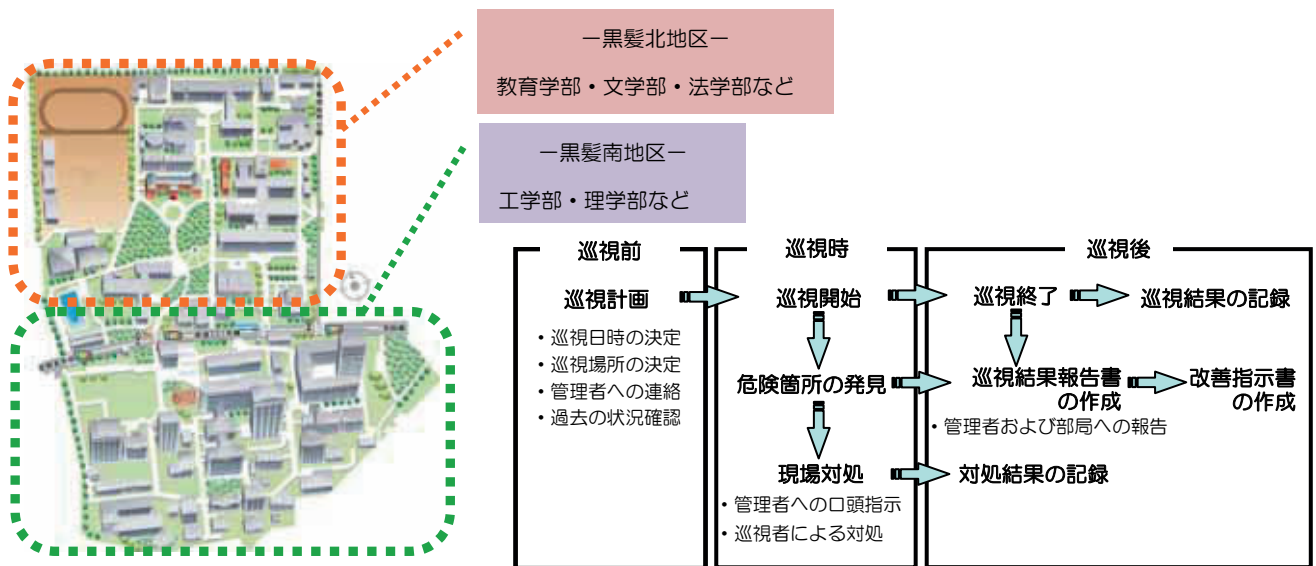 ー黒髪北地区ー
教育学部・文学部・法学部など
ー黒髪南地区ー
工学部・理学部など
巡視前
巡視計画
・巡視日時の決定
・巡視場所の決定
・管理者への連絡
・過去の状況確認
巡視時
巡視開始
危険箇所の発見
現場対処
・管理者への口頭指示
・巡視者による対処
巡視後
巡視終了
巡視結果の記録
巡視結果報告書
の作成
・管理者および部局への報告
改善指示書
の作成
対処結果の記録